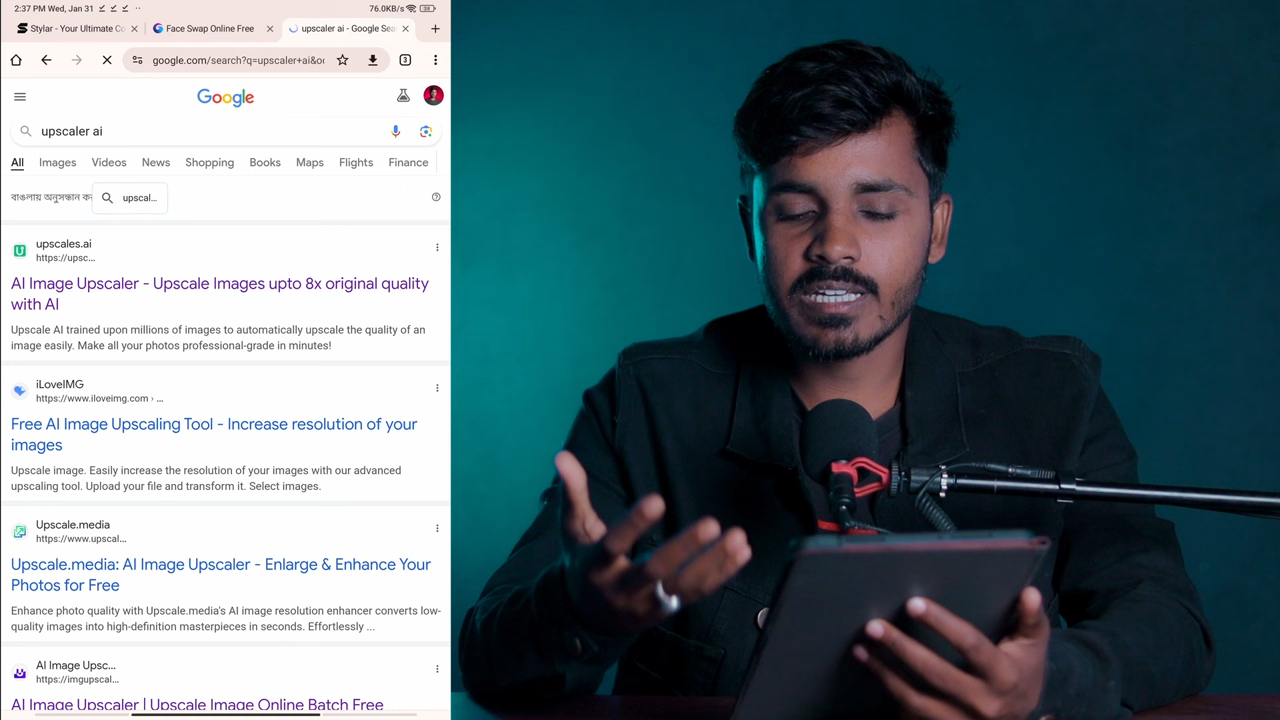 2:37 PM Wed, Jan 31
76.0KB/s
Stylar - Your Ultimate Co
Face Swap Online Free
upscaler ai - Google Sea
google.com/search?q=upscaler+ai&o
3
Google
upscaler ai
All Images Videos News Shopping Books Maps Flights Finance
বাঙলায় অনুসন্ধান ক
upscal...
upscales.ai
https://upsc...
AI Image Upscaler - Upscale Images upto 8x original quality
with AI
Upscale AI trained upon millions of images to automatically upscale the quality of an
image easily. Make all your photos professional-grade in minutes!
iLoveIMG
https://www.iloveimg.com › ...
Free AI Image Upscaling Tool - Increase resolution of your
images
Upscale image. Easily increase the resolution of your images with our advanced
upscaling tool. Upload your file and transform it. Select images.
Upscale.media
https://www.upscal...
Upscale.media: AI Image Upscaler - Enlarge & Enhance Your
Photos for Free
Enhance photo quality with Upscale.media's AI image resolution enhancer converts low-
quality images into high-definition masterpieces in seconds. Effortlessly ...
AI Image Upsc...
https://imgupscal...
AI Image Upscaler | Upscale Image Online Batch Free